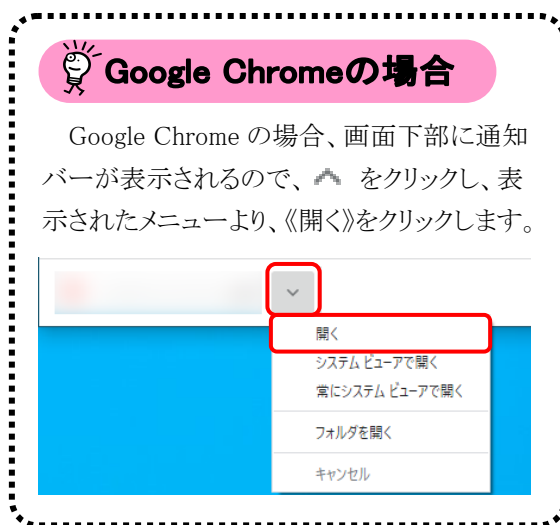 Google Chromeの場合
Google Chrome の場合、画面下部に通知
バーが表示されるので、 をクリックし、表
示されたメニューより、《開く》をクリックします。
開く
システム ビューアで開く
常にシステム ビューアで開く
フォルダを開く
キャンセル